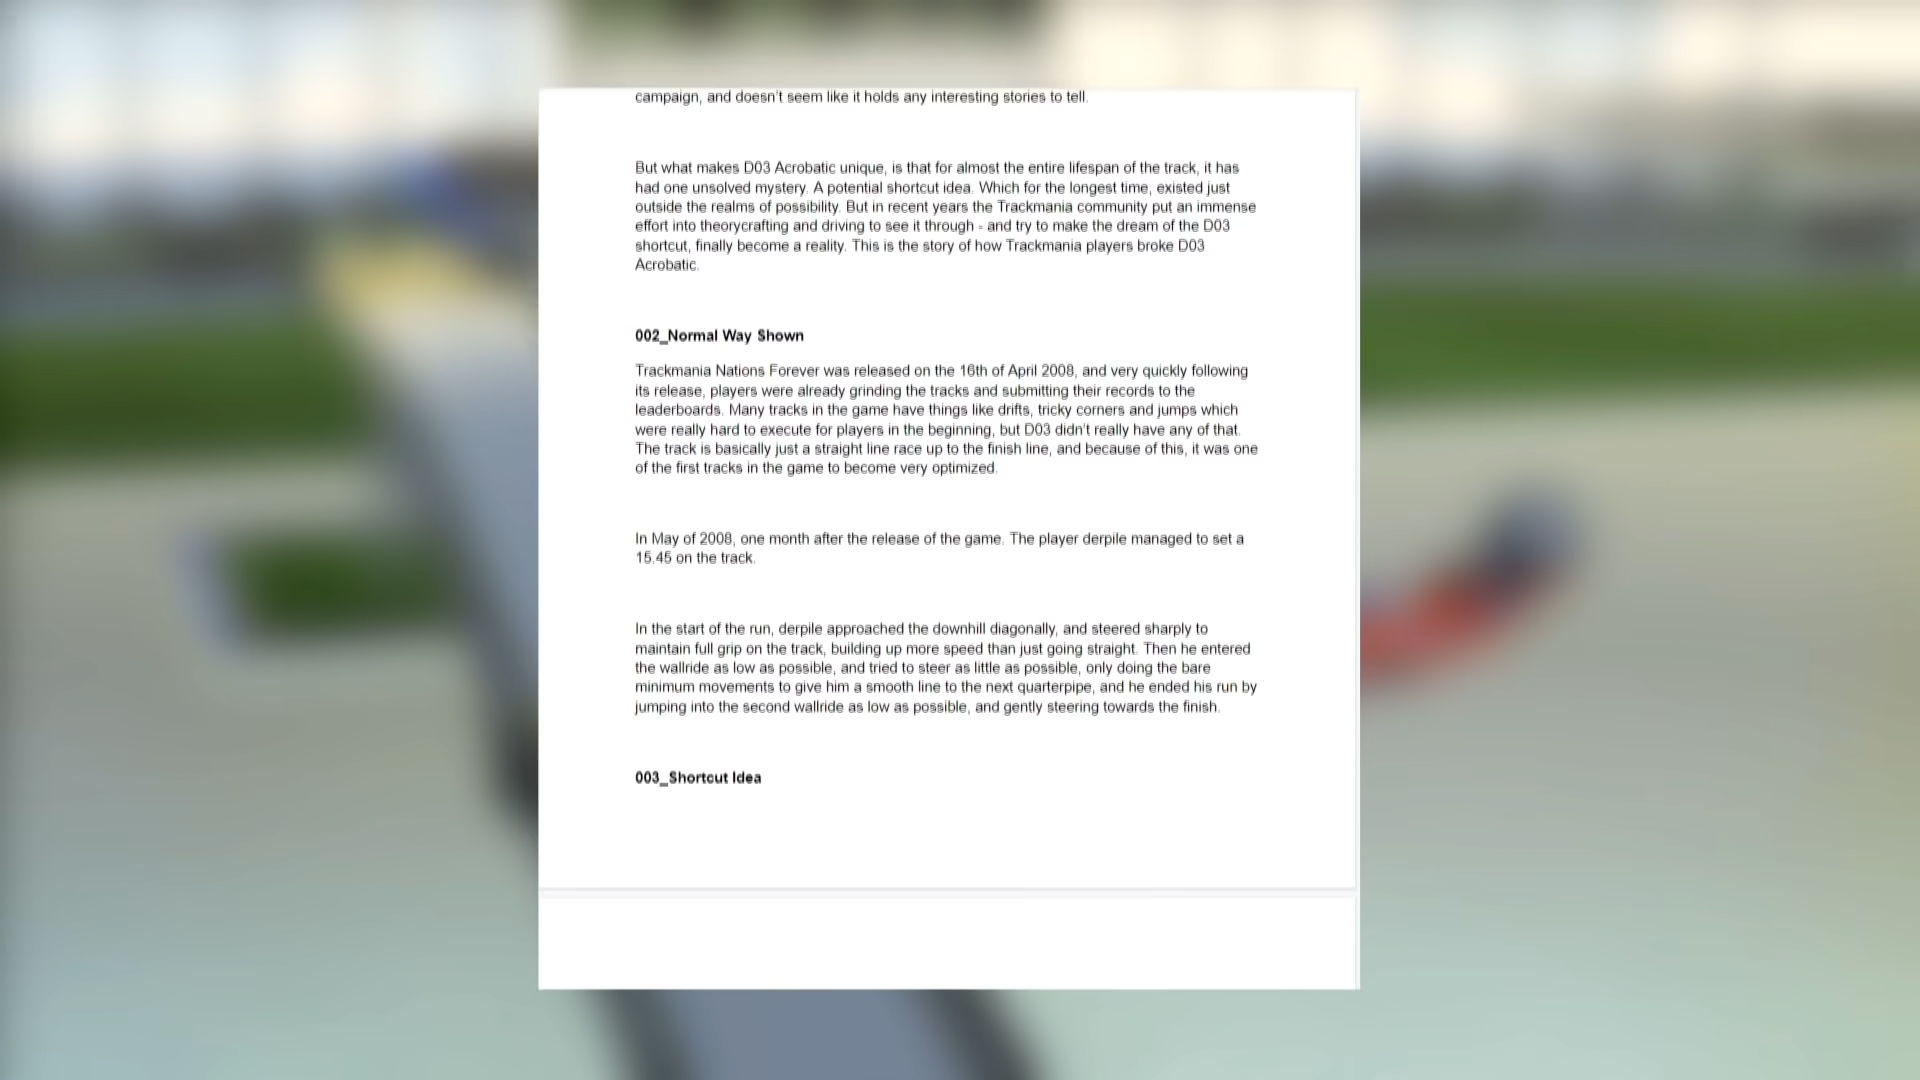 campaign, and doesn't seem like it holds any interesting stories to tell.
But what makes D03 Acrobatic unique, is that for almost the entire lifespan of the track, it has
had one unsolved mystery. A potential shortcut idea. Which for the longest time, existed just
outside the realms of possibility. But in recent years the Trackmania community put an immense
effort into theorycrafting and driving to see it through - and try to make the dream of the D03
shortcut, finally become a reality. This is the story of how Trackmania players broke D03
Acrobatic.
002_Normal Way Shown
Trackmania Nations Forever was released on the 16th of April 2008, and very quickly following
its release, players were already grinding the tracks and submitting their records to the
leaderboards. Many tracks in the game have things like drifts, tricky corners and jumps which
were really hard to execute for players in the beginning, but D03 didn't really have any of that.
The track is basically just a straight line race up to the finish line, and because of this, it was one
of the first tracks in the game to become very optimized.
In May of 2008, one month after the release of the game. The player derpile managed to set a
15.45 on the track.
In the start of the run, derpile approached the downhill diagonally, and steered sharply to
maintain full grip on the track, building up more speed than just going straight. Then he entered
the wallride as low as possible, and tried to steer as little as possible, only doing the bare
minimum movements to give him a smooth line to the next quarterpipe, and he ended his run by
jumping into the second wallride as low as possible, and gently steering towards the finish.
003_Shortcut Idea